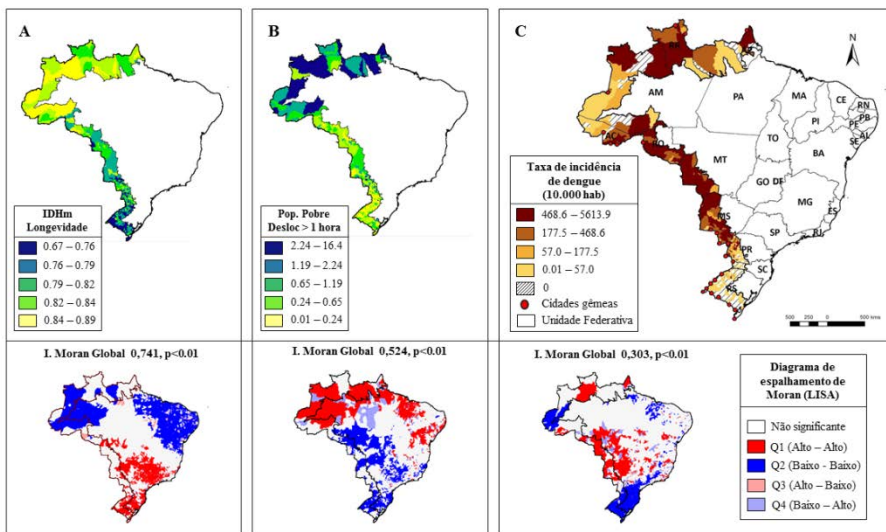 A
IDHm
Longevidade
0.67 – 0.76
0.76 – 0.79
0.79 – 0.82
0.82 – 0.84
0.84 – 0.89
B
Pop. Pobre
Desloc > 1 hora
2.24 – 16.4
1.19 – 2.24
0.65 – 1.19
0.24 – 0.65
0.01 – 0.24
C
N
RR
AP
AM
PA
MA
CE
RN
PB
PE
AL
SE
PI
AC
RO
TO
BA
MT
GO
DF
MG
ES
MS
SP
RJ
PR
SC
RS
Taxa de incidência
de dengue
(10.000 hab)
468.6 – 5613.9
177.5 – 468.6
57.0 – 177.5
0.01 – 57.0
0
Cidades gêmeas
Unidade Federativa
500 250 0 500 kms
I. Moran Global 0,741, p<0.01
I. Moran Global 0,524, p<0.01
I. Moran Global 0,303, p<0.01
Diagrama de
espalhamento de
Moran (LISA)
Não significante
Q1 (Alto – Alto)
Q2 (Baixo - Baixo)
Q3 (Alto – Baixo)
Q4 (Baixo – Alto)